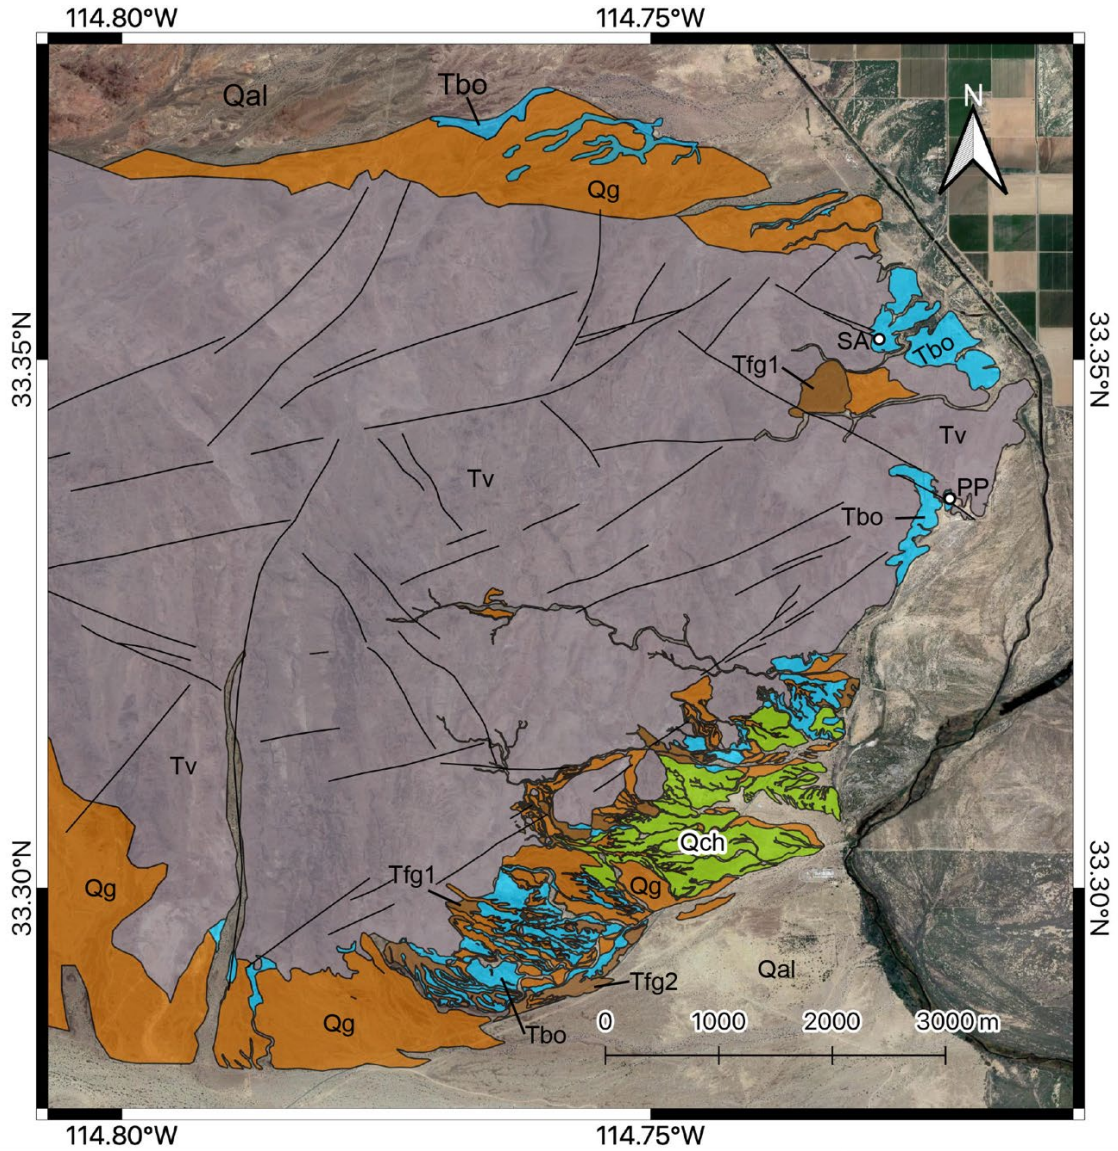 114.80°W 114.75°W
Qal
Tbo
N
Qg
33.35°N
33.35°N
SA
Tbo
Tfg1
Tv
Tv
PP
Tbo
Tv
Qch
33.30°N
33.30°N
Tfg1
Qg
Qg
Qal
Tfg2
Qg
0 1000 2000 3000 m
Tbo
114.80°W 114.75°W